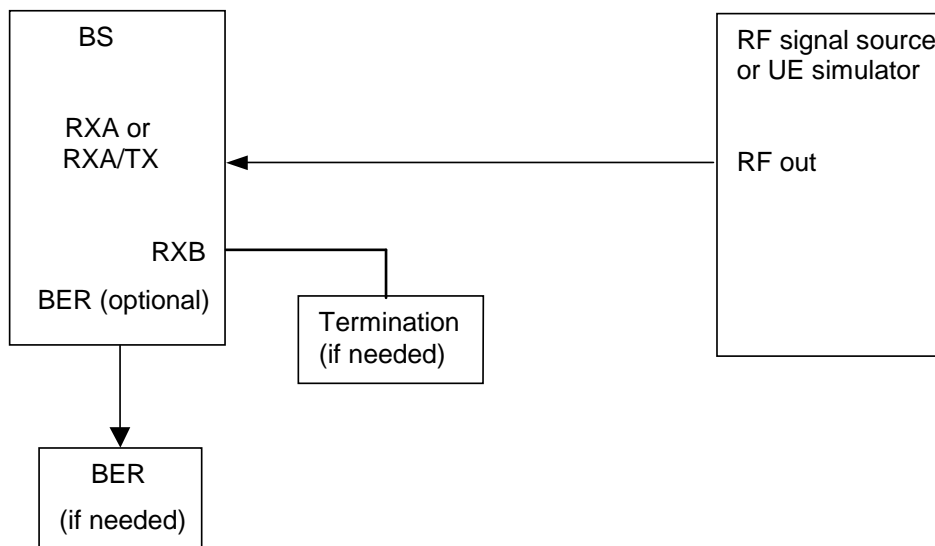 BS
RXA or
RXA/TX
RXB
BER (optional)
Termination
(if needed)
BER
(if needed)
RF signal source
or UE simulator
RF out